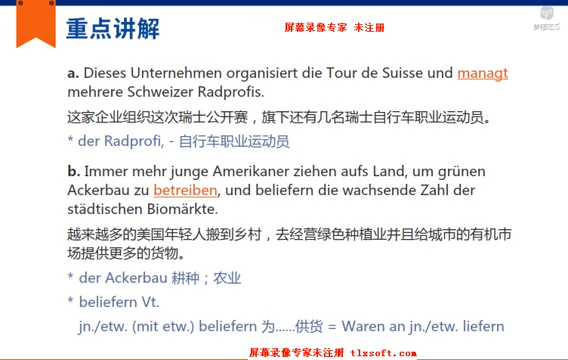 重点讲解
屏幕录像专家 未注册
a. Dieses Unternehmen organisiert die Tour de Suisse und managt
mehrere Schweizer Radprofis.
这家企业组织这次瑞士公开赛，旗下还有几名瑞士自行车职业运动员。
* der Radprofi, - 自行车职业运动员
b. Immer mehr junge Amerikaner ziehen aufs Land, um grünen
Ackerbau zu betreiben, und beliefern die wachsende Zahl der
städtischen Biomärkte.
越来越多的美国年轻人搬到乡村，去经营绿色种植业并且给城市的有机市
场提供更多的货物。
* der Ackerbau 耕种；农业
* beliefern Vt.
jn./etw. (mit etw.) beliefern 为……供货 = Waren an jn./etw. liefern
屏幕录像专家未注册 tlxsoft.com